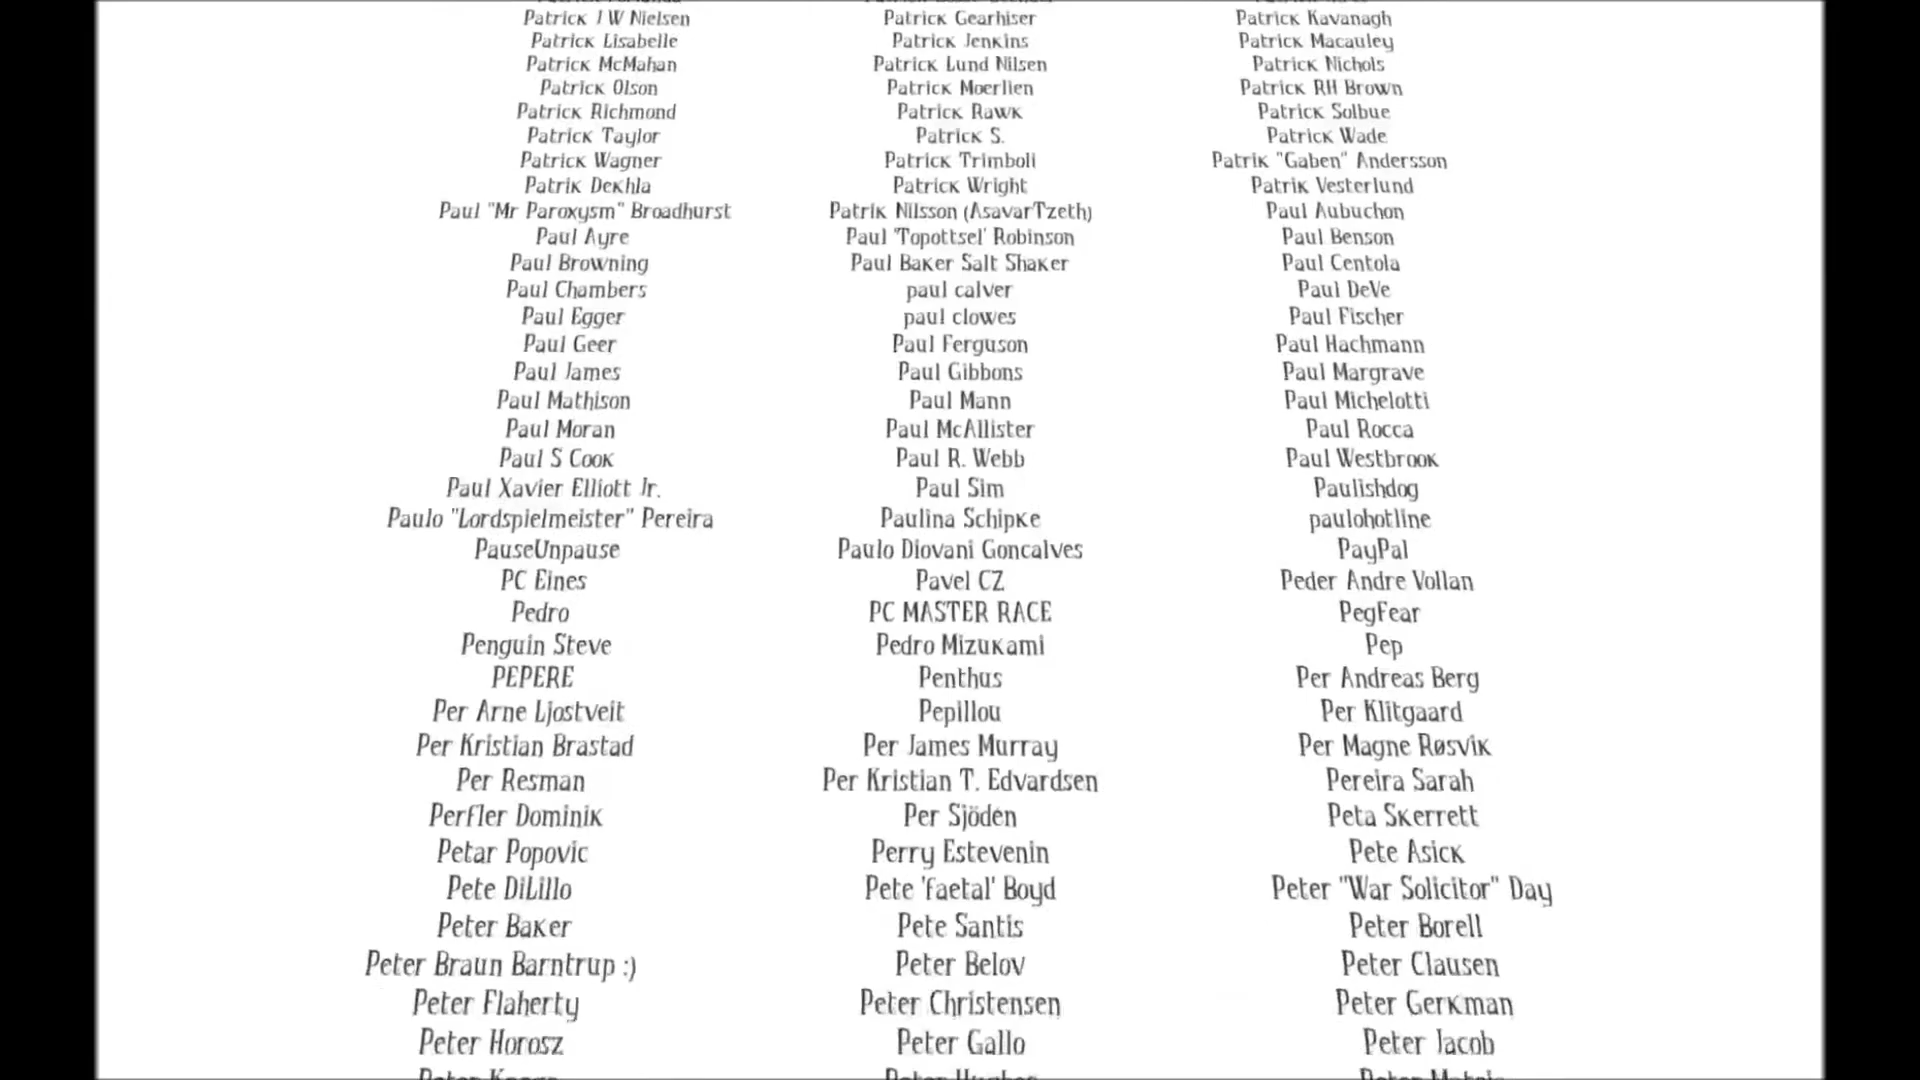 Patrick J W Nielsen Patrick Gearhiser Patrick Kavanagh
Patrick Lisabelle Patrick Jenkins Patrick Macauley
Patrick McMahan Patrick Lund Nilsen Patrick Nichols
Patrick Olson Patrick Moerlien Patrick RH Brown
Patrick Richmond Patrick Rawk Patrick Solbue
Patrick Taylor Patrick S. Patrick Wade
Patrick Wagner Patrick Trimboli Patrik "Gaben" Andersson
Patrik Dekhla Patrick Wright Patrik Vesterlund
Paul "Mr Paroxysm" Broadhurst Patrik Nilsson (AsavarTzeth) Paul Aubuchon
Paul Ayre Paul 'Topottsel' Robinson Paul Benson
Paul Browning Paul Baker Salt Shaker Paul Centola
Paul Chambers paul calver Paul DeVe
Paul Egger paul clowes Paul Fischer
Paul Geer Paul Ferguson Paul Hachmann
Paul James Paul Gibbons Paul Margrave
Paul Mathison Paul Mann Paul Michelotti
Paul Moran Paul McAllister Paul Rocca
Paul S Cook Paul R. Webb Paul Westbrook
Paul Xavier Elliott Jr. Paul Sim Paulishdog
Paulo "Lordspielmeister" Pereira Paulina Schipke paulohotline
PauseUnpause Paulo Diovani Goncalves PayPal
PC Eines Pavel CZ Peder Andre Vollan
Pedro PC MASTER RACE PegFear
Penguin Steve Pedro Mizukami Pep
PEPERE Penthus Per Andreas Berg
Per Arne Ljostveit Pepillou Per Klitgaard
Per Kristian Brastad Per James Murray Per Magne Røsvik
Per Resman Per Kristian T. Edvardsen Pereira Sarah
Perfler Dominik Per Sjöden Peta Skerrett
Petar Popovic Perry Estevenin Pete Asick
Pete DiLillo Pete 'faetal' Boyd Peter "War Solicitor" Day
Peter Baker Pete Santis Peter Borell
Peter Braun Barntrup :) Peter Belov Peter Clausen
Peter Flaherty Peter Christensen Peter Gerkman
Peter Horosz Peter Gallo Peter Jacob
Peter Peter Hughes Peter